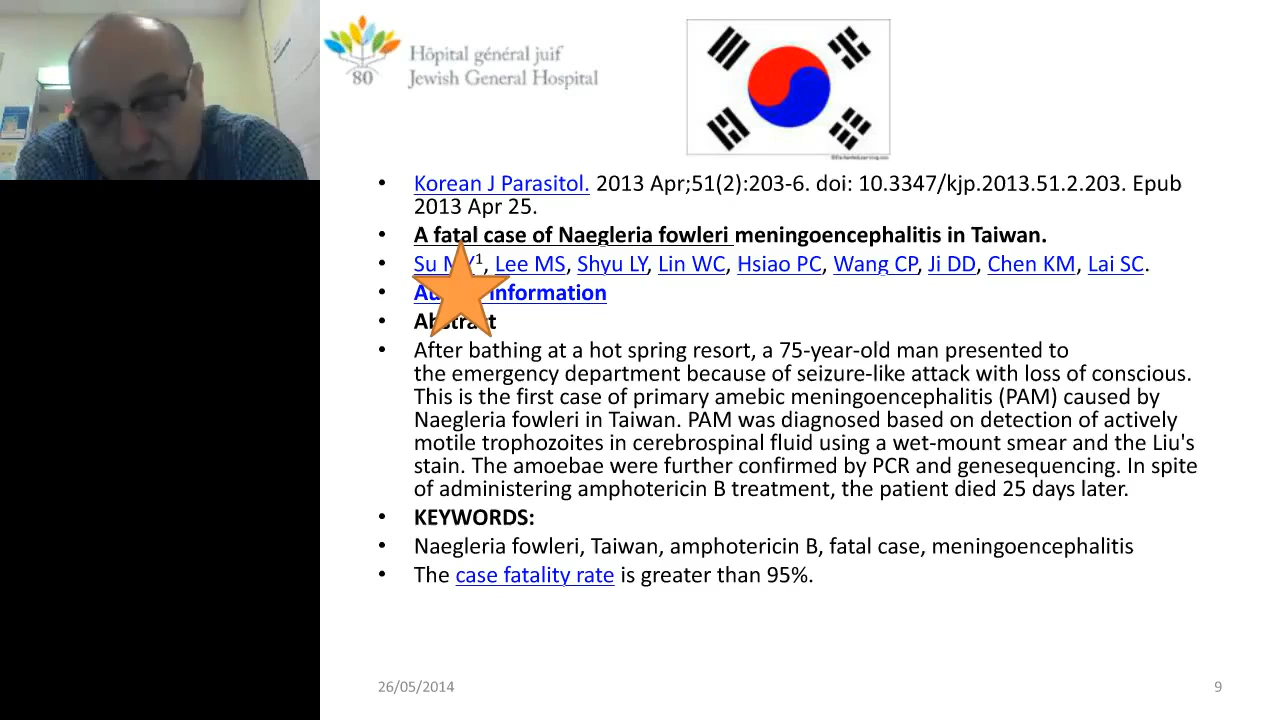 Hôpital général juif
Jewish General Hospital
80
©EnchantedLearning.com
• Korean J Parasitol. 2013 Apr;51(2):203-6. doi: 10.3347/kjp.2013.51.2.203. Epub
2013 Apr 25.
• A fatal case of Naegleria fowleri meningoencephalitis in Taiwan.
• Su MY1, Lee MS, Shyu LY, Lin WC, Hsiao PC, Wang CP, Ji DD, Chen KM, Lai SC.
• information
• Abstract
• After bathing at a hot spring resort, a 75-year-old man presented to
the emergency department because of seizure-like attack with loss of conscious.
This is the first case of primary amebic meningoencephalitis (PAM) caused by
Naegleria fowleri in Taiwan. PAM was diagnosed based on detection of actively
motile trophozoites in cerebrospinal fluid using a wet-mount smear and the Liu's
stain. The amoebae were further confirmed by PCR and genesequencing. In spite
of administering amphotericin B treatment, the patient died 25 days later.
• KEYWORDS:
• Naegleria fowleri, Taiwan, amphotericin B, fatal case, meningoencephalitis
• The case fatality rate is greater than 95%.
26/05/2014
9